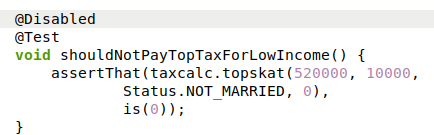 @Disabled
@Test
void shouldNotPayTopTaxForLowIncome() {
    assertThat(taxcalc.topskat(520000, 10000,
            Status.NOT_MARRIED, 0),
            is(0));
}